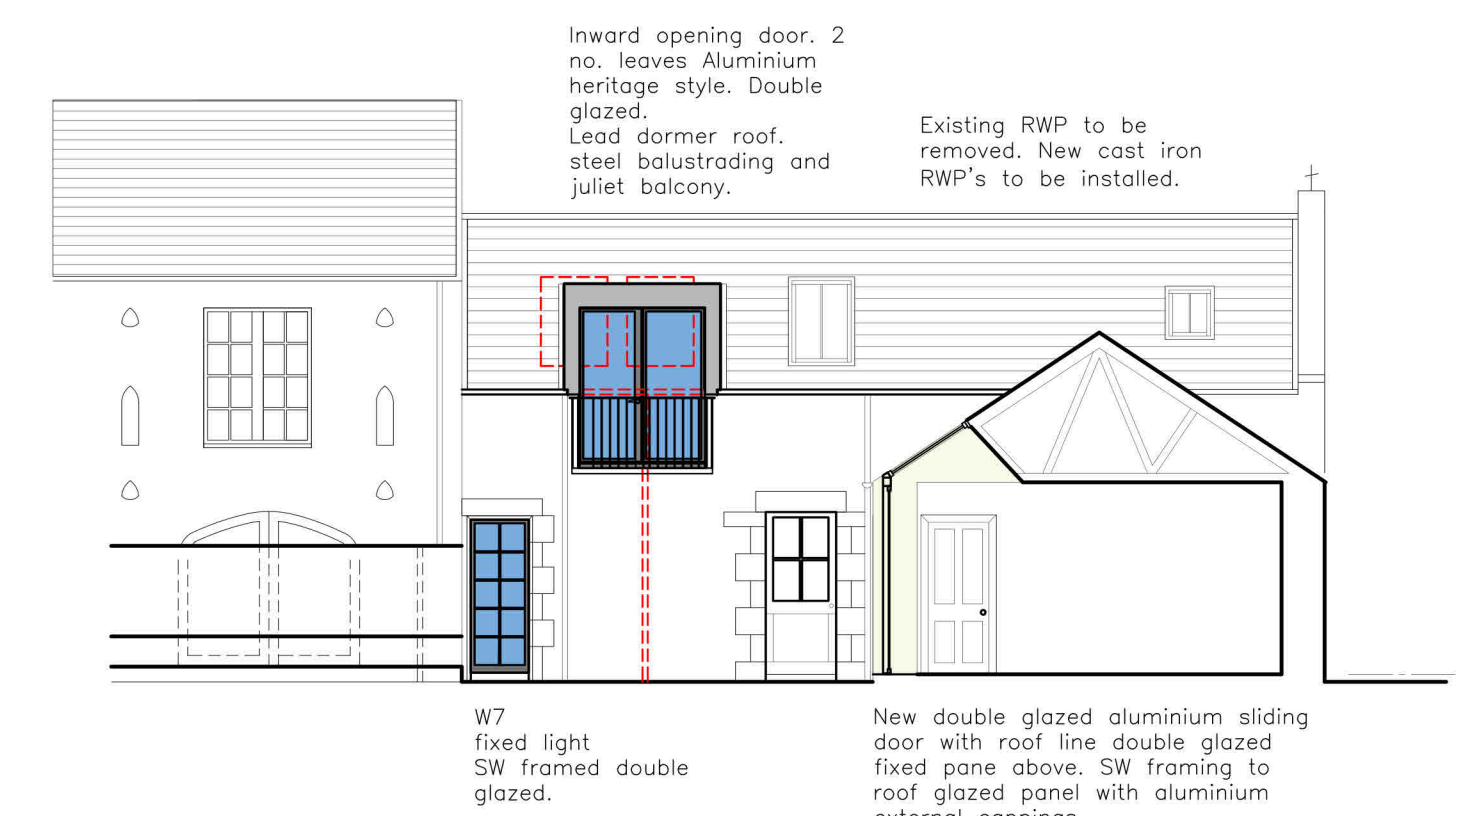 Inward opening door. 2
no. leaves Aluminium
heritage style. Double
glazed.
Lead dormer roof.
steel balustrading and
juliet balcony.
Existing RWP to be
removed. New cast iron
RWP's to be installed.
W7
fixed light
SW framed double
glazed.
New double glazed aluminium sliding
door with roof line double glazed
fixed pane above. SW framing to
roof glazed panel with aluminium
external cappings